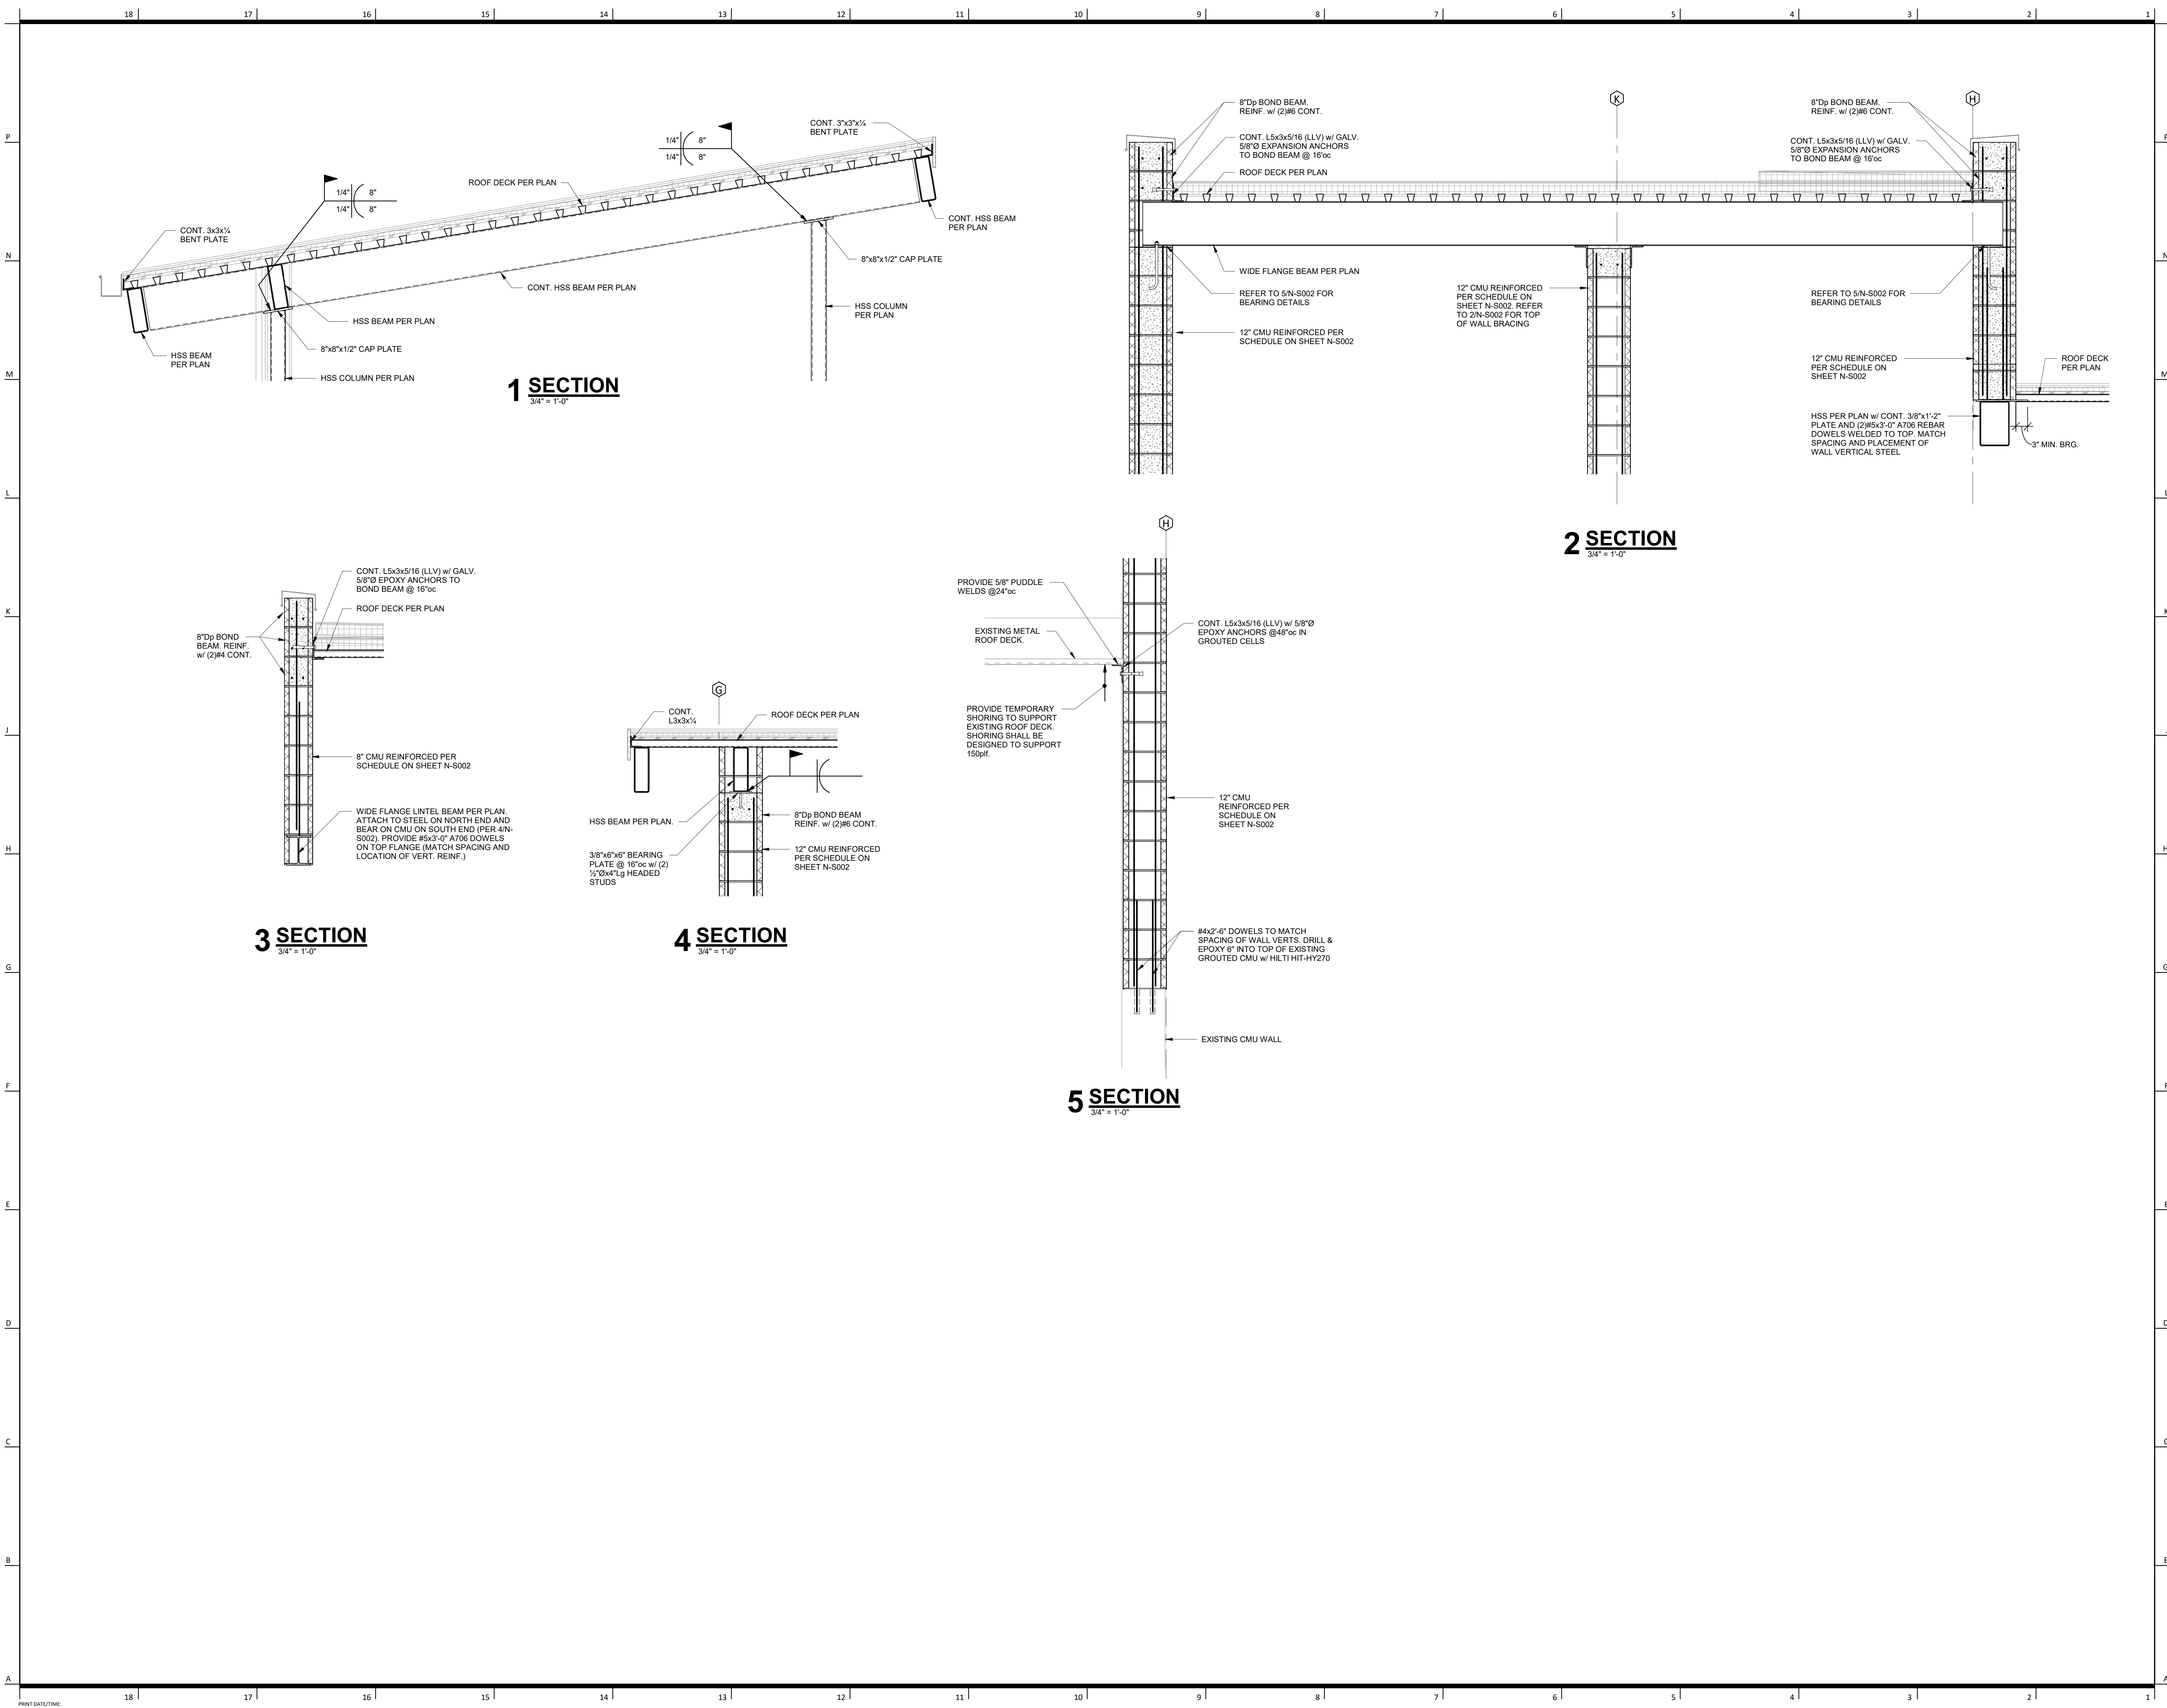 18 17 16 15 14 13 12 11 10 9 8 7 6 5 4 3 2 1
P
N
M
L
K
J
H
G
F
E
D
C
B
A
1/4" 8"
1/4" 8"
CONT. 3"x3"x¼
BENT PLATE
ROOF DECK PER PLAN
1/4" 8"
1/4" 8"
CONT. 3x3x¼
BENT PLATE
CONT. HSS BEAM
PER PLAN
8"x8"x1/2" CAP PLATE
CONT. HSS BEAM PER PLAN
HSS COLUMN
PER PLAN
HSS BEAM PER PLAN
8"x8"x1/2" CAP PLATE
HSS BEAM
PER PLAN
HSS COLUMN PER PLAN
1 SECTION
3/4" = 1'-0"
8"Dp BOND BEAM.
REINF. w/ (2)#6 CONT.
CONT. L5x3x5/16 (LLV) w/ GALV.
5/8"Ø EXPANSION ANCHORS
TO BOND BEAM @ 16'oc
ROOF DECK PER PLAN
K
8"Dp BOND BEAM.
REINF. w/ (2)#6 CONT.
H
CONT. L5x3x5/16 (LLV) w/ GALV.
5/8"Ø EXPANSION ANCHORS
TO BOND BEAM @ 16'oc
WIDE FLANGE BEAM PER PLAN
REFER TO 5/N-S002 FOR
BEARING DETAILS
12" CMU REINFORCED PER
SCHEDULE ON SHEET N-S002
12" CMU REINFORCED
PER SCHEDULE ON
SHEET N-S002. REFER
TO 2/N-S002 FOR TOP
OF WALL BRACING
REFER TO 5/N-S002 FOR
BEARING DETAILS
12" CMU REINFORCED
PER SCHEDULE ON
SHEET N-S002
ROOF DECK
PER PLAN
HSS PER PLAN w/ CONT. 3/8"x1'-2"
PLATE AND (2)#5x3'-0" A706 REBAR
DOWELS WELDED TO TOP. MATCH
SPACING AND PLACEMENT OF
WALL VERTICAL STEEL
3" MIN. BRG.
2 SECTION
3/4" = 1'-0"
CONT. L5x3x5/16 (LLV) w/ GALV.
5/8"Ø EPOXY ANCHORS TO
BOND BEAM @ 16"oc
ROOF DECK PER PLAN
8"Dp BOND
BEAM. REINF.
w/ (2)#4 CONT.
8" CMU REINFORCED PER
SCHEDULE ON SHEET N-S002
WIDE FLANGE LINTEL BEAM PER PLAN.
ATTACH TO STEEL ON NORTH END AND
BEAR ON CMU ON SOUTH END (PER 4/N-
S002). PROVIDE #5x3'-0" A706 DOWELS
ON TOP FLANGE (MATCH SPACING AND
LOCATION OF VERT. REINF.)
3 SECTION
3/4" = 1'-0"
G
CONT.
L3x3x¼
ROOF DECK PER PLAN
HSS BEAM PER PLAN.
8"Dp BOND BEAM
REINF. w/ (2)#6 CONT.
3/8"x6"x6" BEARING
PLATE @ 16"oc w/ (2)
½"Øx4"Lg HEADED
STUDS
12" CMU REINFORCED
PER SCHEDULE ON
SHEET N-S002
4 SECTION
3/4" = 1'-0"
H
PROVIDE 5/8" PUDDLE
WELDS @24"oc
EXISTING METAL
ROOF DECK.
CONT. L5x3x5/16 (LLV) w/ 5/8"Ø
EPOXY ANCHORS @48"oc IN
GROUTED CELLS
PROVIDE TEMPORARY
SHORING TO SUPPORT
EXISTING ROOF DECK.
SHORING SHALL BE
DESIGNED TO SUPPORT
150plf.
12" CMU
REINFORCED PER
SCHEDULE ON
SHEET N-S002
#4x2'-6" DOWELS TO MATCH
SPACING OF WALL VERTS. DRILL &
EPOXY 6" INTO TOP OF EXISTING
GROUTED CMU w/ HILTI HIT-HY270
EXISTING CMU WALL
5 SECTION
3/4" = 1'-0"
18 17 16 15 14 13 12 11 10 9 8 7 6 5 4 3 2 1
PRINT DATE/TIME: